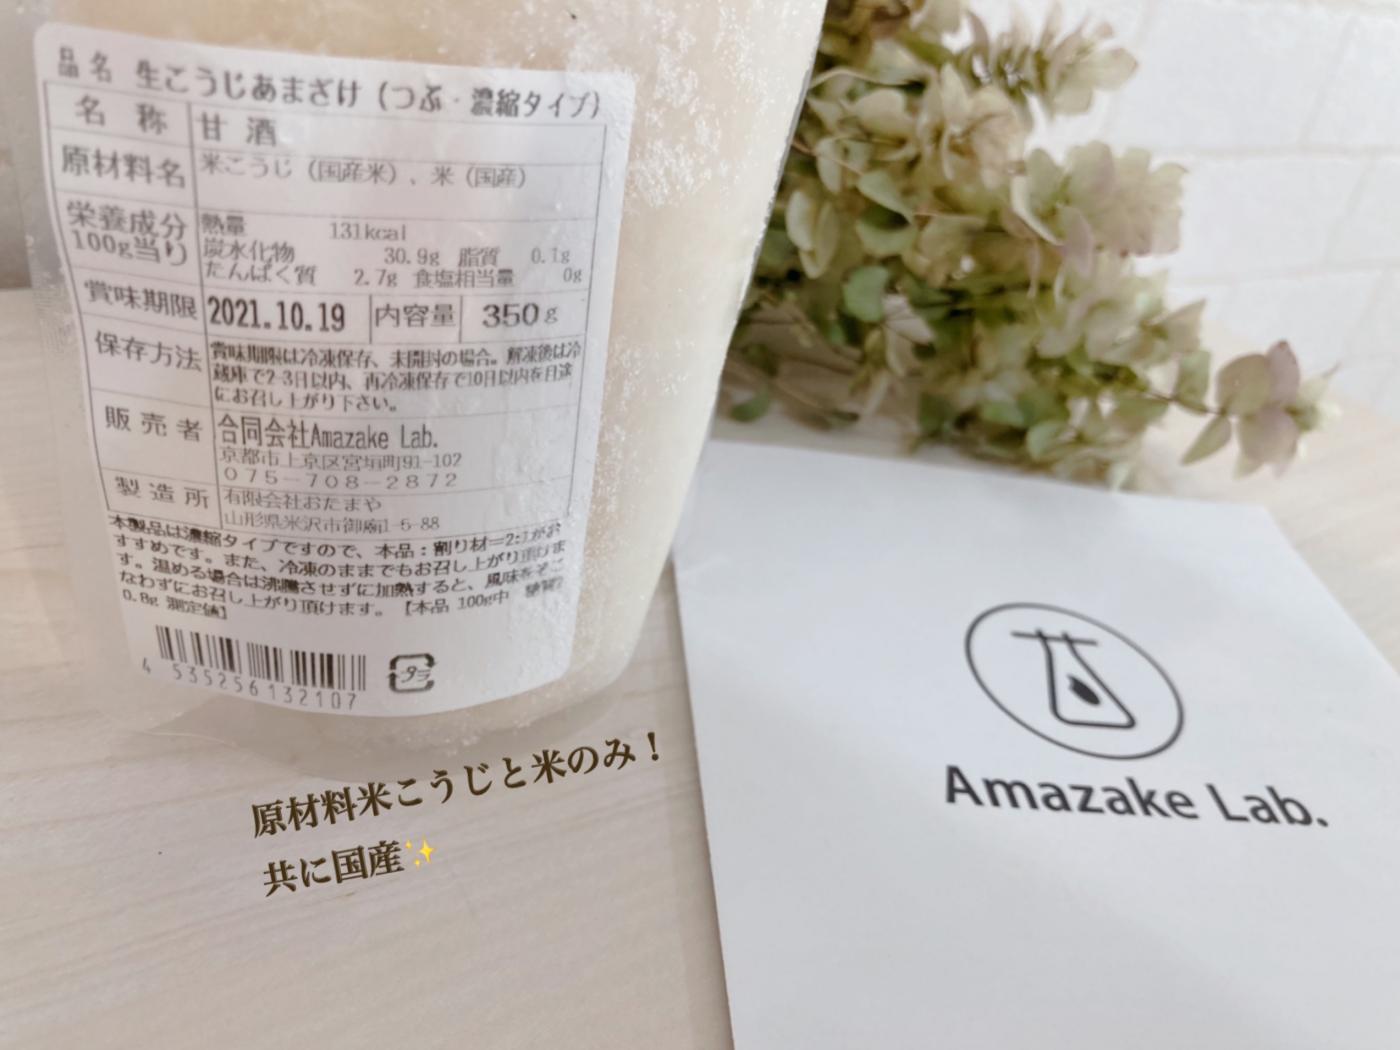 品名 生こうじあまざけ（つぶ・濃縮タイプ）
名称 甘酒
原材料名 米こうじ（国産米）、米（国産）
栄養成分 熱量 131kcal
100g当り 炭水化物 30.9g 脂質 0.1g
たんぱく質 2.7g 食塩相当量 0g
賞味期限 2021.10.19 内容量 350g
保存方法 賞味期限は冷凍保存、未開封の場合。解凍後は冷
蔵庫で2-3日以内、再冷凍保存で10日以内を目途
にお召し上がり下さい。
販売者 合同会社Amazake Lab.
京都市上京区宮垣町91-102
075-708-2872
製造所 有限会社おたまや
山形県米沢市御廟1-5-88
本製品は濃縮タイプですので、本品：割り材=2:1がお
すすめです。また、冷凍のままでもお召し上がり頂けま
す。温める場合は沸騰させずに加熱すると、風味をそこ
なわずにお召し上がり頂けます。【本品 100g中
0.8g 測定値】
4 535256 132107
プラ
原材料米こうじと米のみ！
共に国産✨
Amazake Lab.